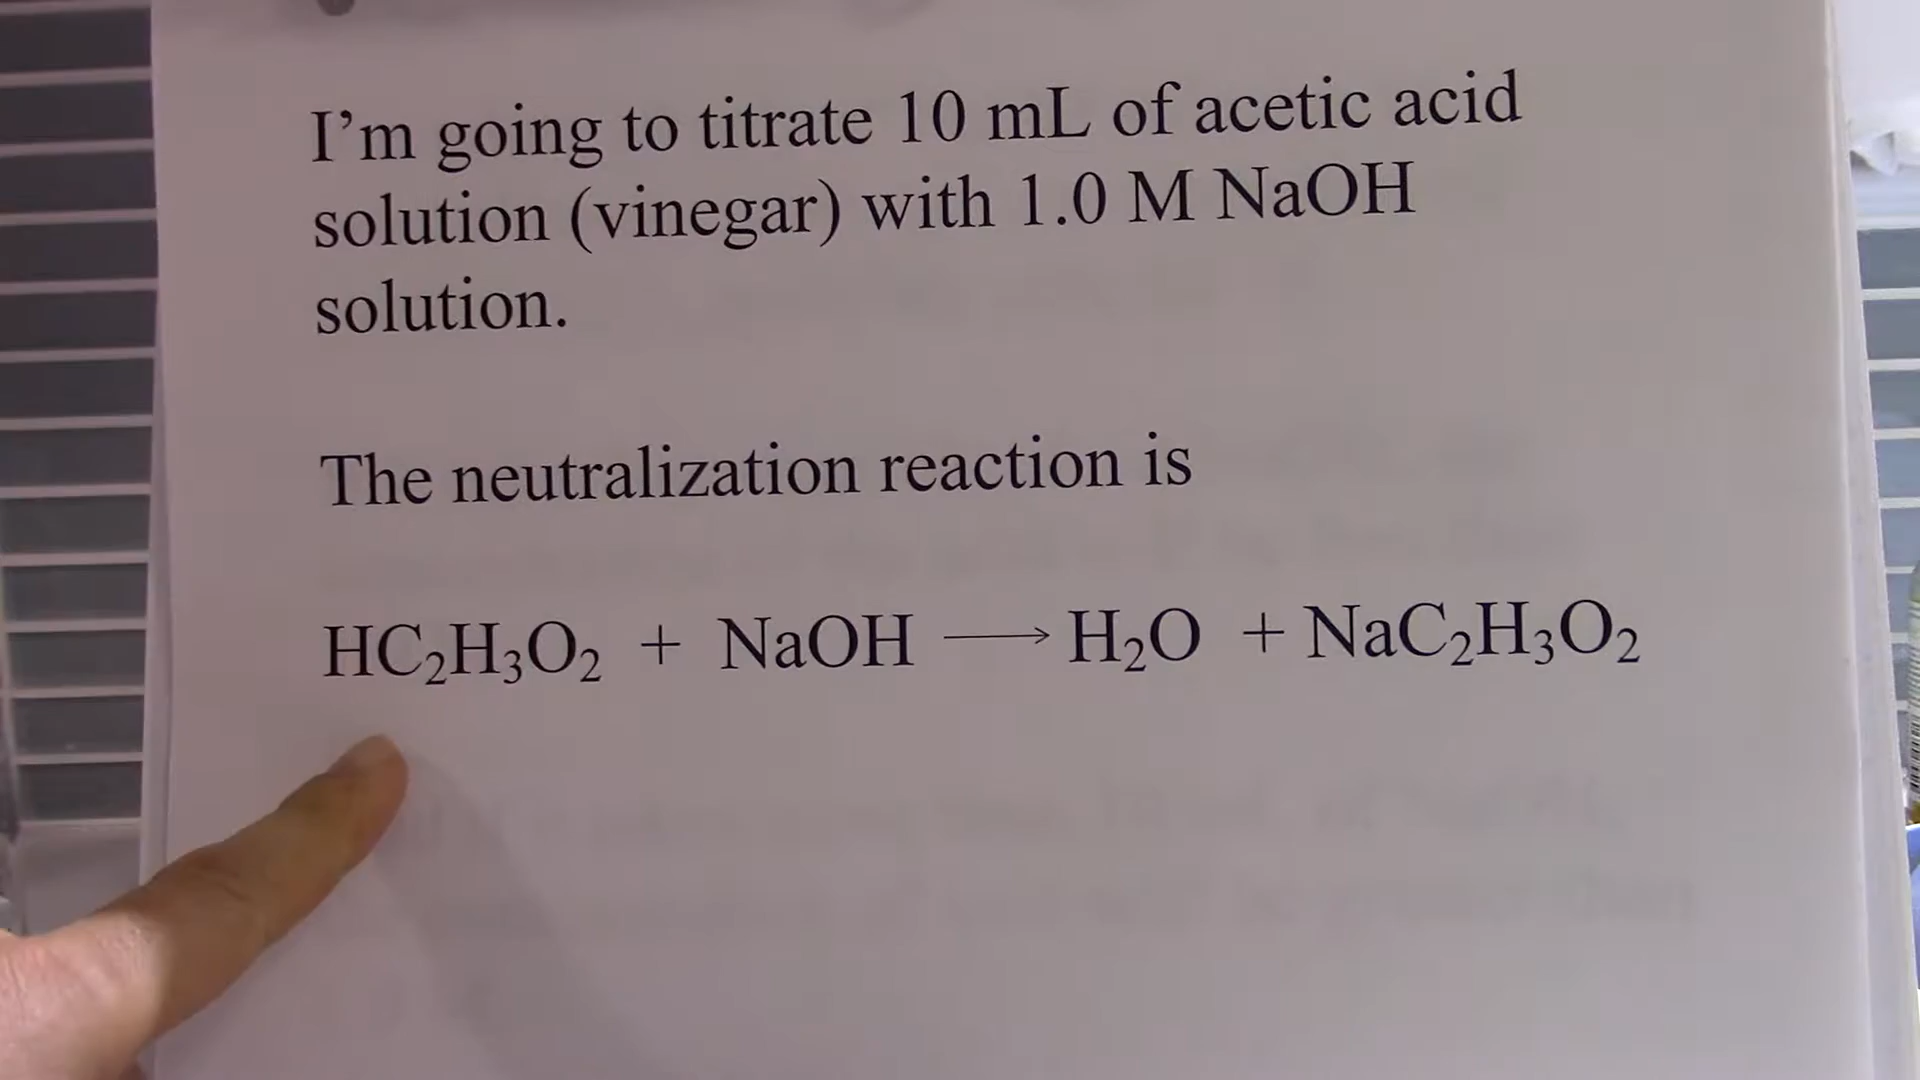 I'm going to titrate 10 mL of acetic acid
solution (vinegar) with 1.0 M NaOH
solution.
The neutralization reaction is
HC₂H₃O₂ + NaOH ⟶ H₂O + NaC₂H₃O₂